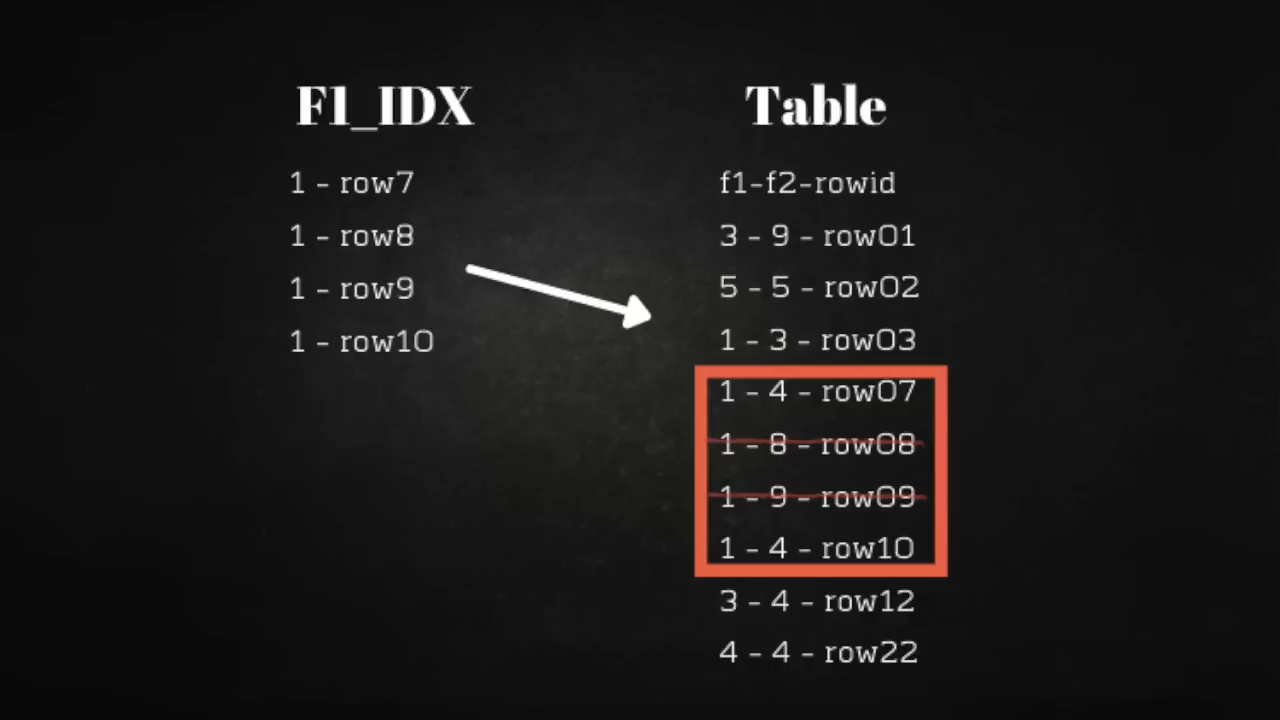 F1_IDX
1 - row7
1 - row8
1 - row9
1 - row10
Table
f1-f2-rowid
3 - 9 - row01
5 - 5 - row02
1 - 3 - row03
1 - 4 - row07
1 - 8 - row08
1 - 9 - row09
1 - 4 - row10
3 - 4 - row12
4 - 4 - row22